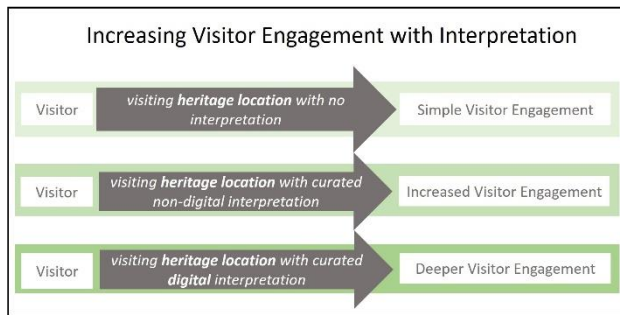 Increasing Visitor Engagement with Interpretation
Visitor
visiting heritage location with no
interpretation
Simple Visitor Engagement
Visitor
visiting heritage location with curated
non-digital interpretation
Increased Visitor Engagement
Visitor
visiting heritage location with curated
digital interpretation
Deeper Visitor Engagement